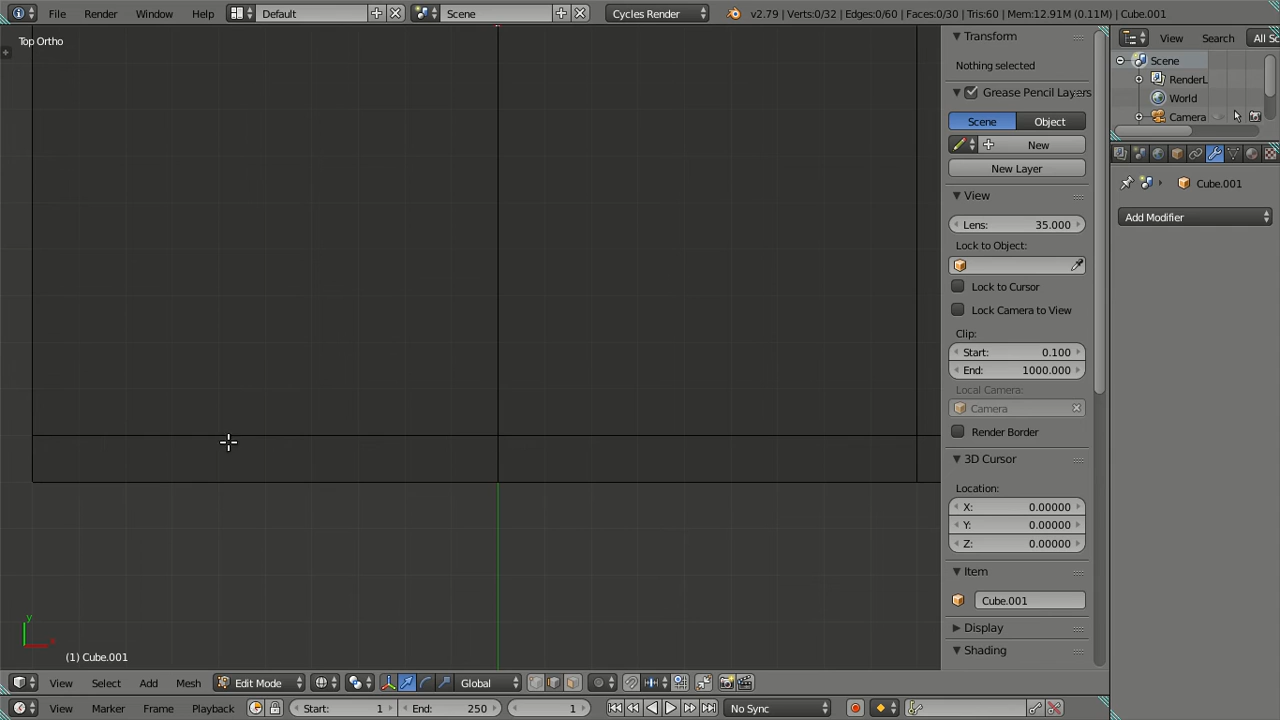 File Render Window Help Default Scene Cycles Render v2.79 | Verts:0/32 | Edges:0/60 | Faces:0/30 | Tris:60 | Mem:12.91M (0.11M) | Cube.001
Top Ortho
Transform
Nothing selected
Grease Pencil Layers
Scene Object
New
New Layer
View
Lens: 35.000
Lock to Object:
Lock to Cursor
Lock Camera to View
Clip:
Start: 0.100
End: 1000.000
Local Camera:
Camera
Render Border
3D Cursor
Location:
X: 0.00000
Y: 0.00000
Z: 0.00000
Item
Cube.001
Display
Shading
View Search All Sc
Scene
RenderL
World
Camera
Cube.001
Add Modifier
y
x
(1) Cube.001
View Select Add Mesh Edit Mode Global
View Marker Frame Playback Start: 1 End: 250 1 No Sync